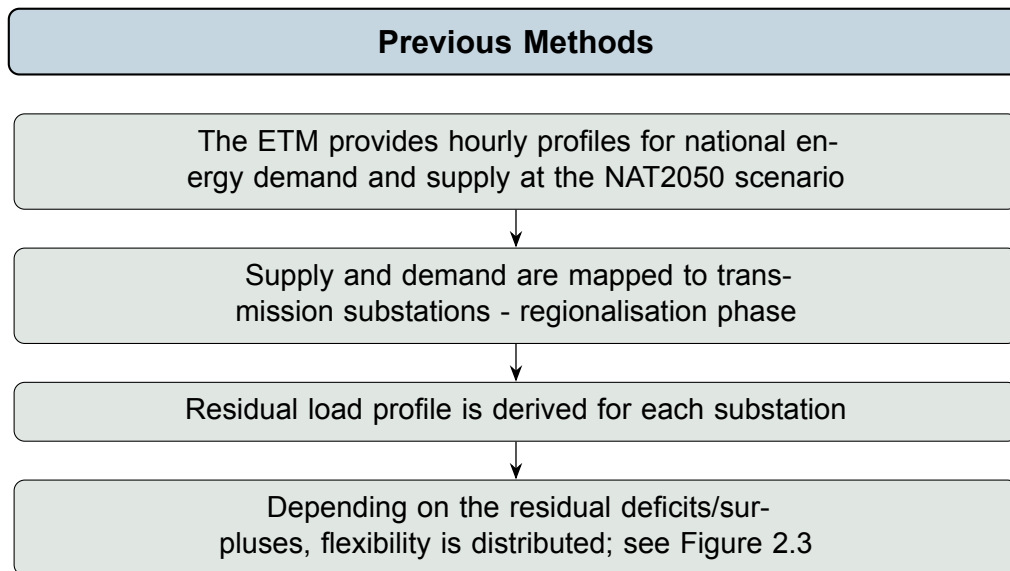 Previous Methods
The ETM provides hourly profiles for national en-
ergy demand and supply at the NAT2050 scenario
Supply and demand are mapped to trans-
mission substations - regionalisation phase
Residual load profile is derived for each substation
Depending on the residual deficits/sur-
pluses, flexibility is distributed; see Figure 2.3